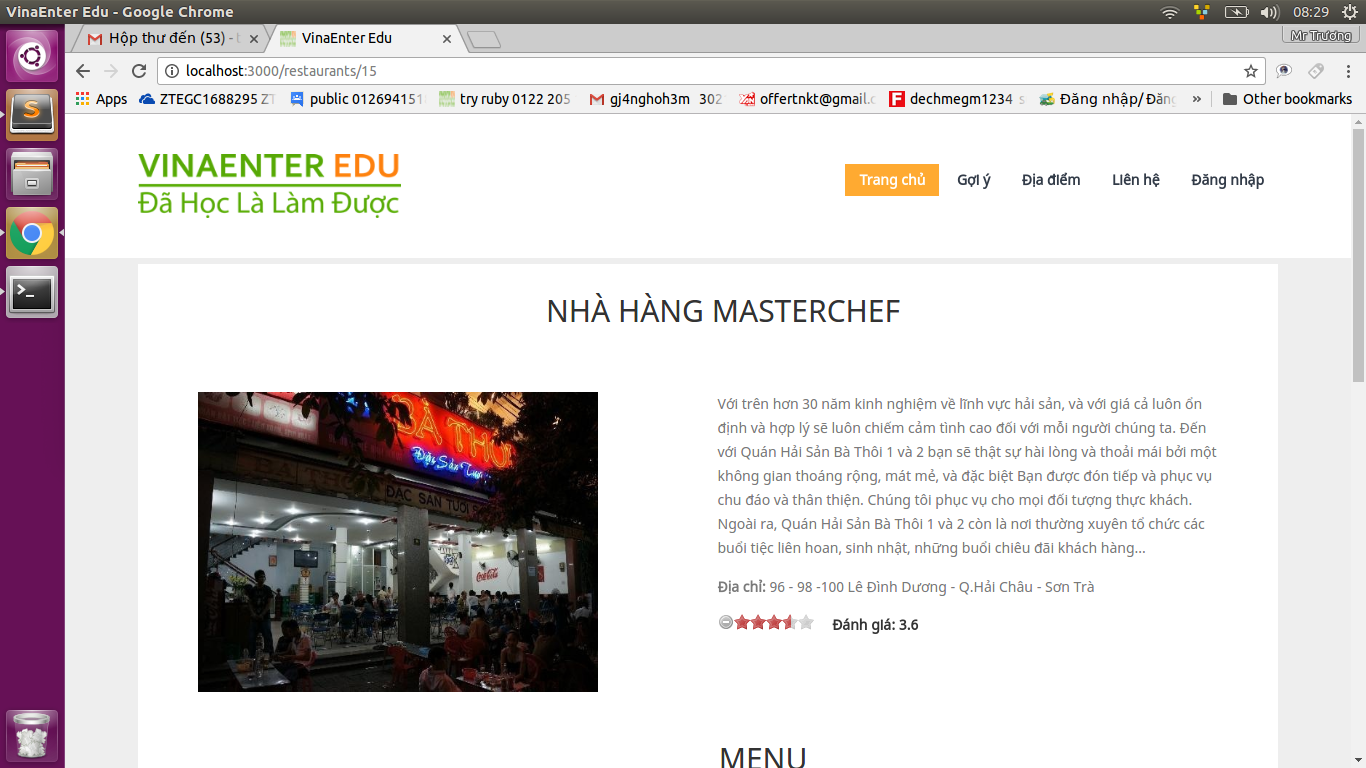 VinaEnter Edu - Google Chrome
08:29
Mr Trương
Hộp thư đến (53) -
VinaEnter Edu
localhost:3000/restaurants/15
Apps
ZTEGC1688295
public 012694151
try ruby 0122 205
gj4nghoh3m 302
offertnkt@gmail.c
dechmegm1234
Đăng nhập/Đăng
»
Other bookmarks
VINAENTER EDU
Đã Học Là Làm Được
Trang chủ
Gợi ý
Địa điểm
Liên hệ
Đăng nhập
NHÀ HÀNG MASTERCHEF
BÀ THÔI
Đặc Sản Tươi
BA THO
ĐẶC SẢN TƯƠI S
Coca-Cola
Với trên hơn 30 năm kinh nghiệm về lĩnh vực hải sản, và với giá cả luôn ổn
định và hợp lý sẽ luôn chiếm cảm tình cao đối với mỗi người chúng ta. Đến
với Quán Hải Sản Bà Thôi 1 và 2 bạn sẽ thật sự hài lòng và thoải mái bởi một
không gian thoáng rộng, mát mẻ, và đặc biệt Bạn được đón tiếp và phục vụ
chu đáo và thân thiện. Chúng tôi phục vụ cho mọi đối tượng thực khách.
Ngoài ra, Quán Hải Sản Bà Thôi 1 và 2 còn là nơi thường xuyên tổ chức các
buổi tiệc liên hoan, sinh nhật, những buổi chiêu đãi khách hàng...
Địa chỉ: 96 - 98 -100 Lê Đình Dương - Q.Hải Châu - Sơn Trà
Đánh giá: 3.6
MENU